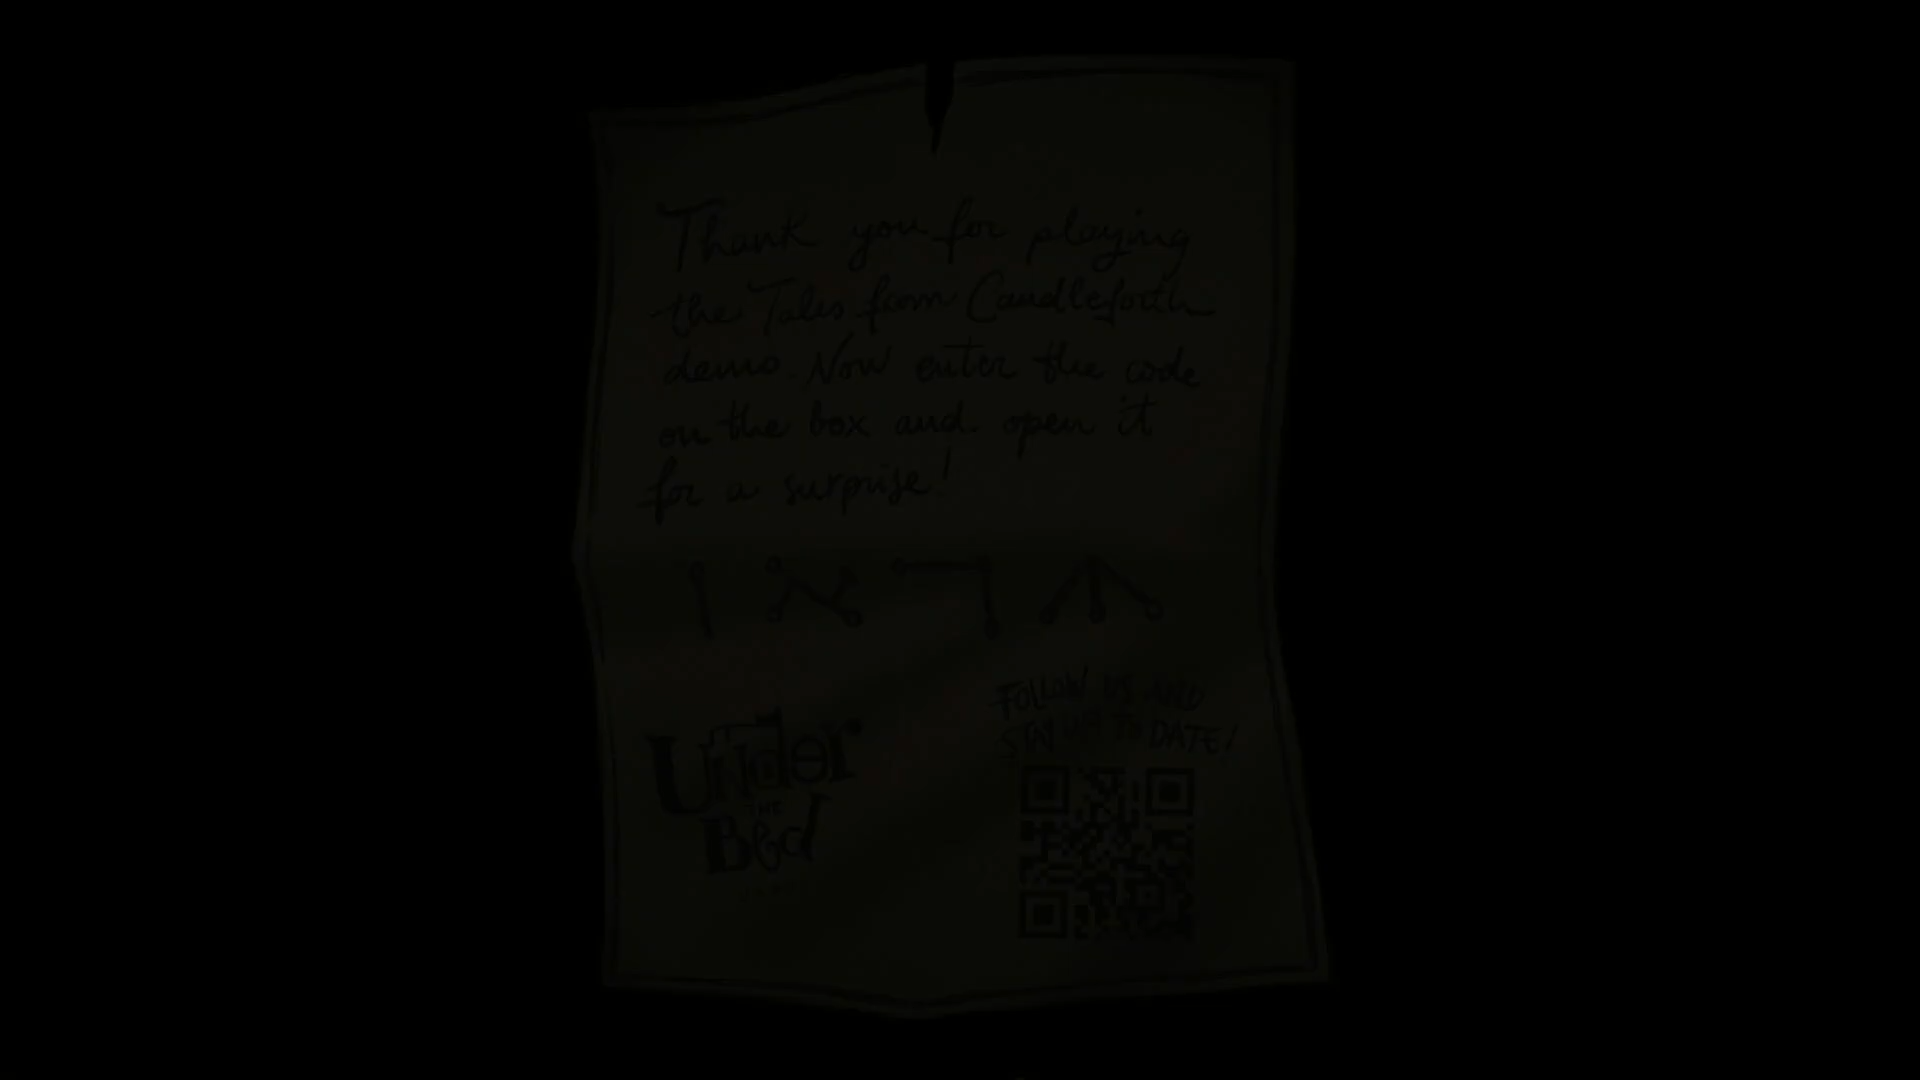 Thank you for playing
the Tales from Candleforth
demo. Now enter the code
on the box and open it
for a surprise!
FOLLOW US AND
STAY UP TO DATE!
Under
THE
Bed